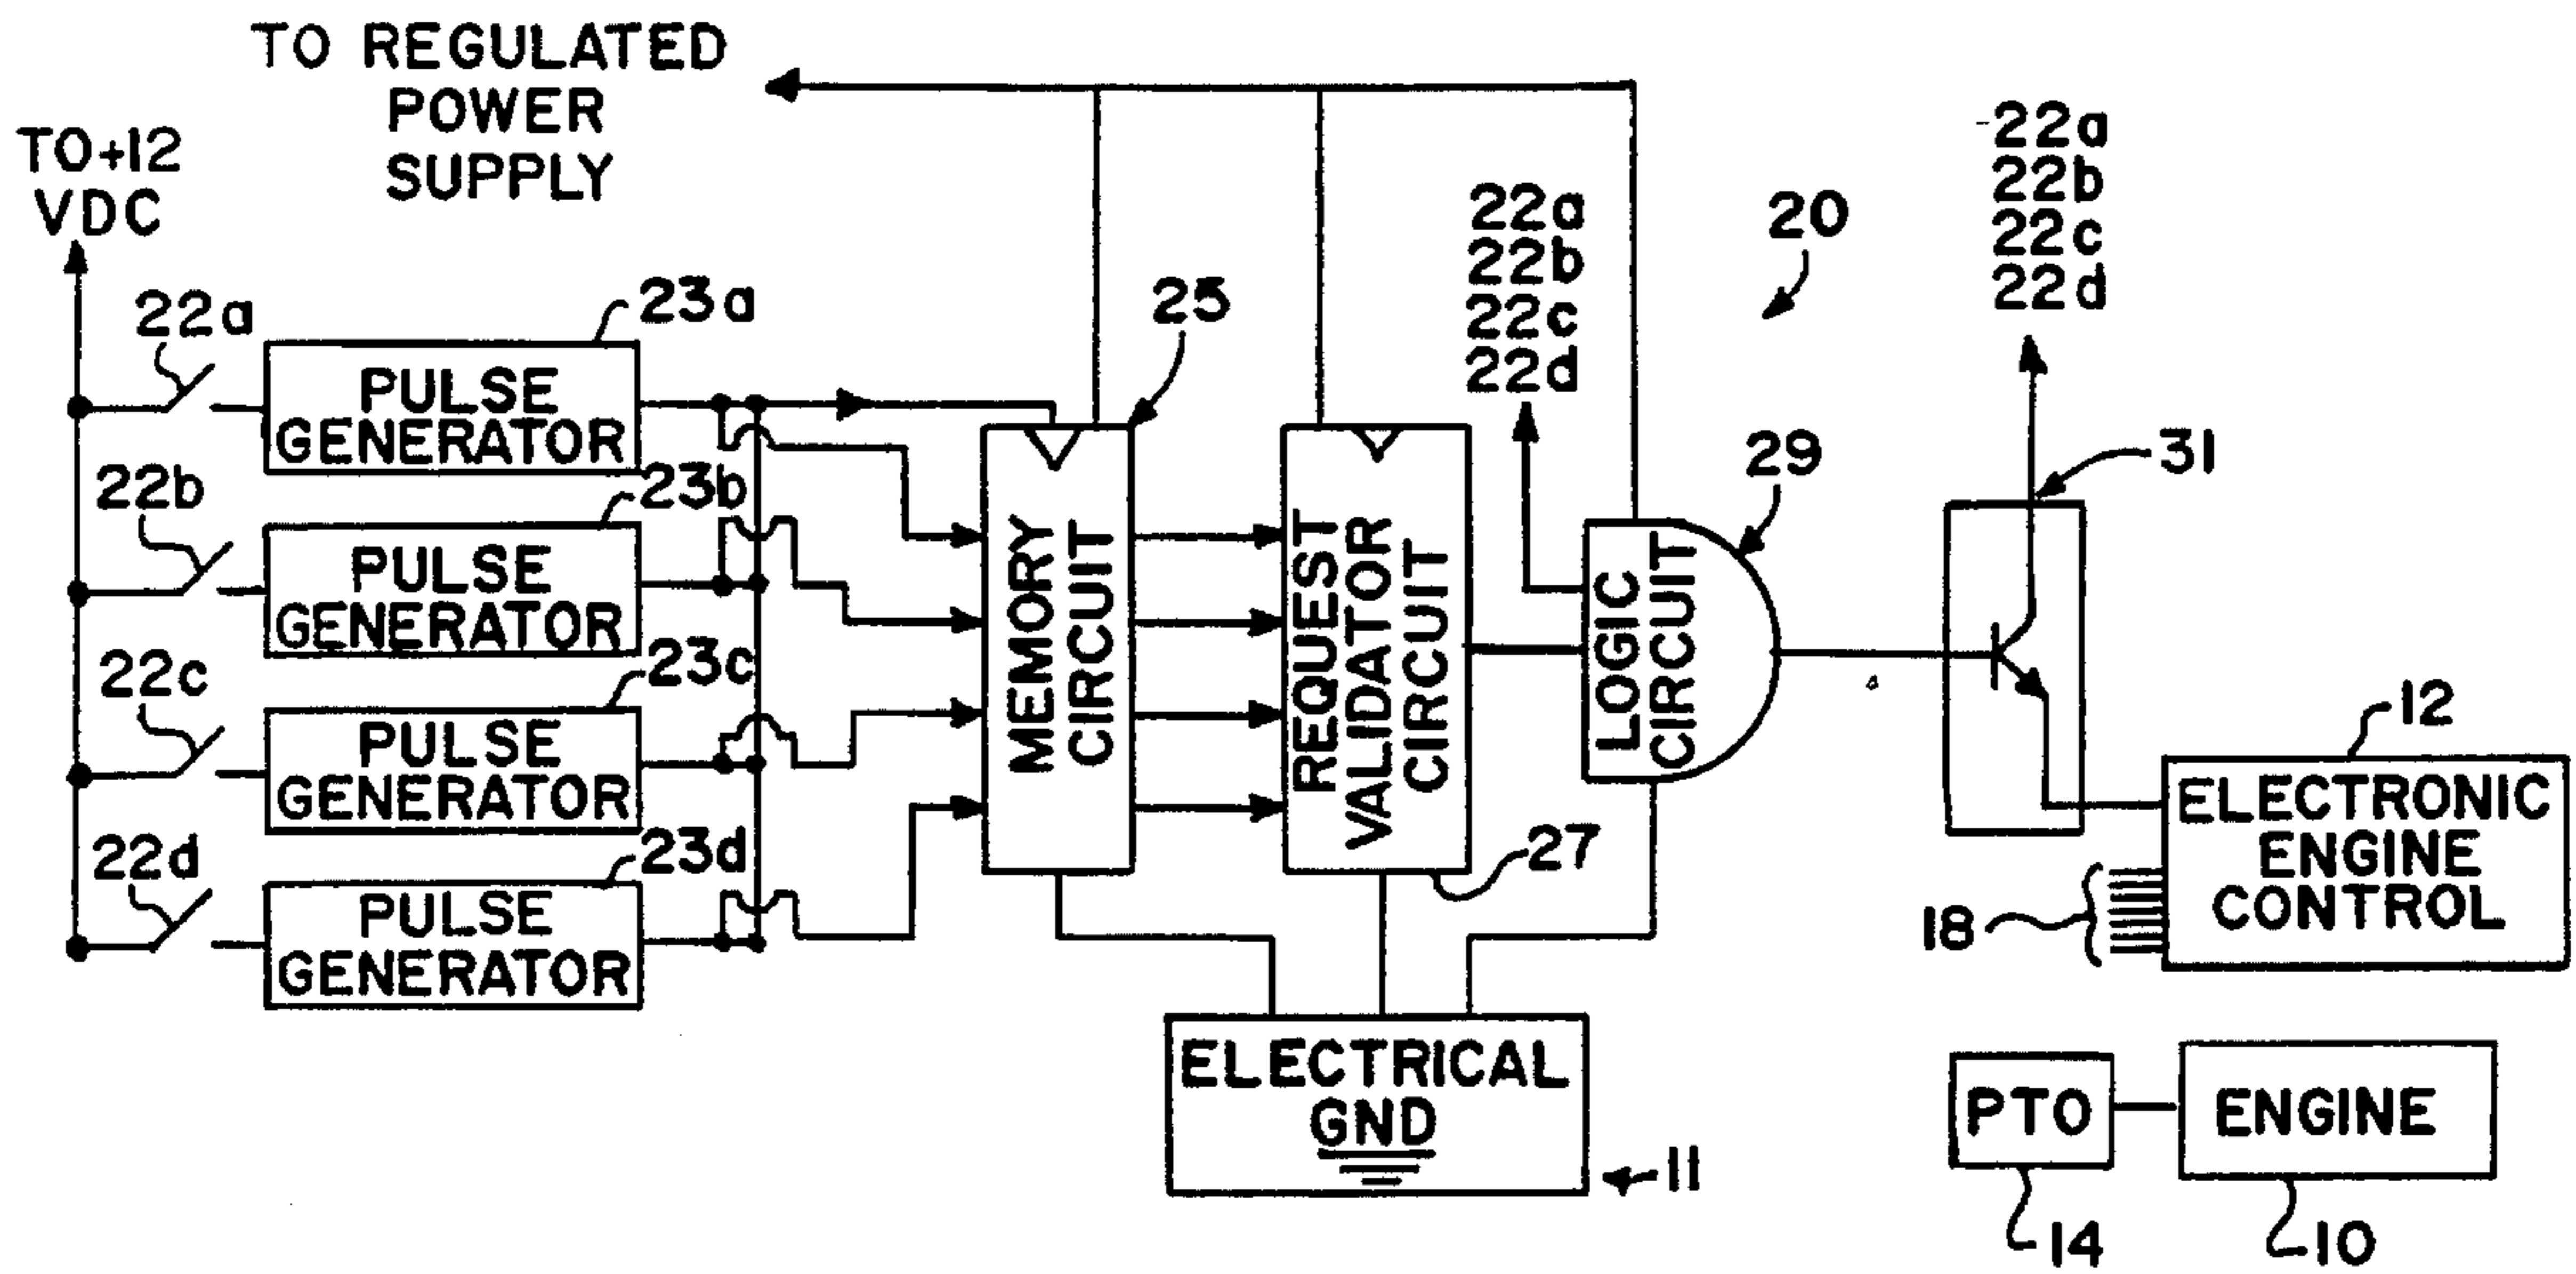 TO REGULATED
POWER
SUPPLY
TO +12
VDC
22a
22b
22c
22d
20
22a
22b
22c
22d
22a
23a
PULSE
GENERATOR
25
29
31
22b
23b
PULSE
GENERATOR
22c
23c
PULSE
GENERATOR
22d
23d
PULSE
GENERATOR
MEMORY
CIRCUIT
REQUEST
VALIDATOR
CIRCUIT
27
LOGIC
CIRCUIT
12
ELECTRONIC
ENGINE
CONTROL
18
ELECTRICAL
GND
11
PTO
ENGINE
14
10